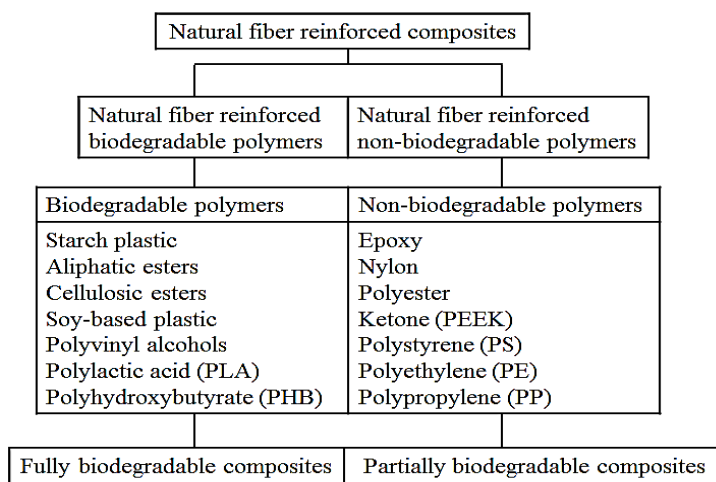 Natural fiber reinforced composites
Natural fiber reinforced
biodegradable polymers
Natural fiber reinforced
non-biodegradable polymers
Biodegradable polymers
Starch plastic
Aliphatic esters
Cellulosic esters
Soy-based plastic
Polyvinyl alcohols
Polylactic acid (PLA)
Polyhydroxybutyrate (PHB)
Non-biodegradable polymers
Epoxy
Nylon
Polyester
Ketone (PEEK)
Polystyrene (PS)
Polyethylene (PE)
Polypropylene (PP)
Fully biodegradable composites
Partially biodegradable composites